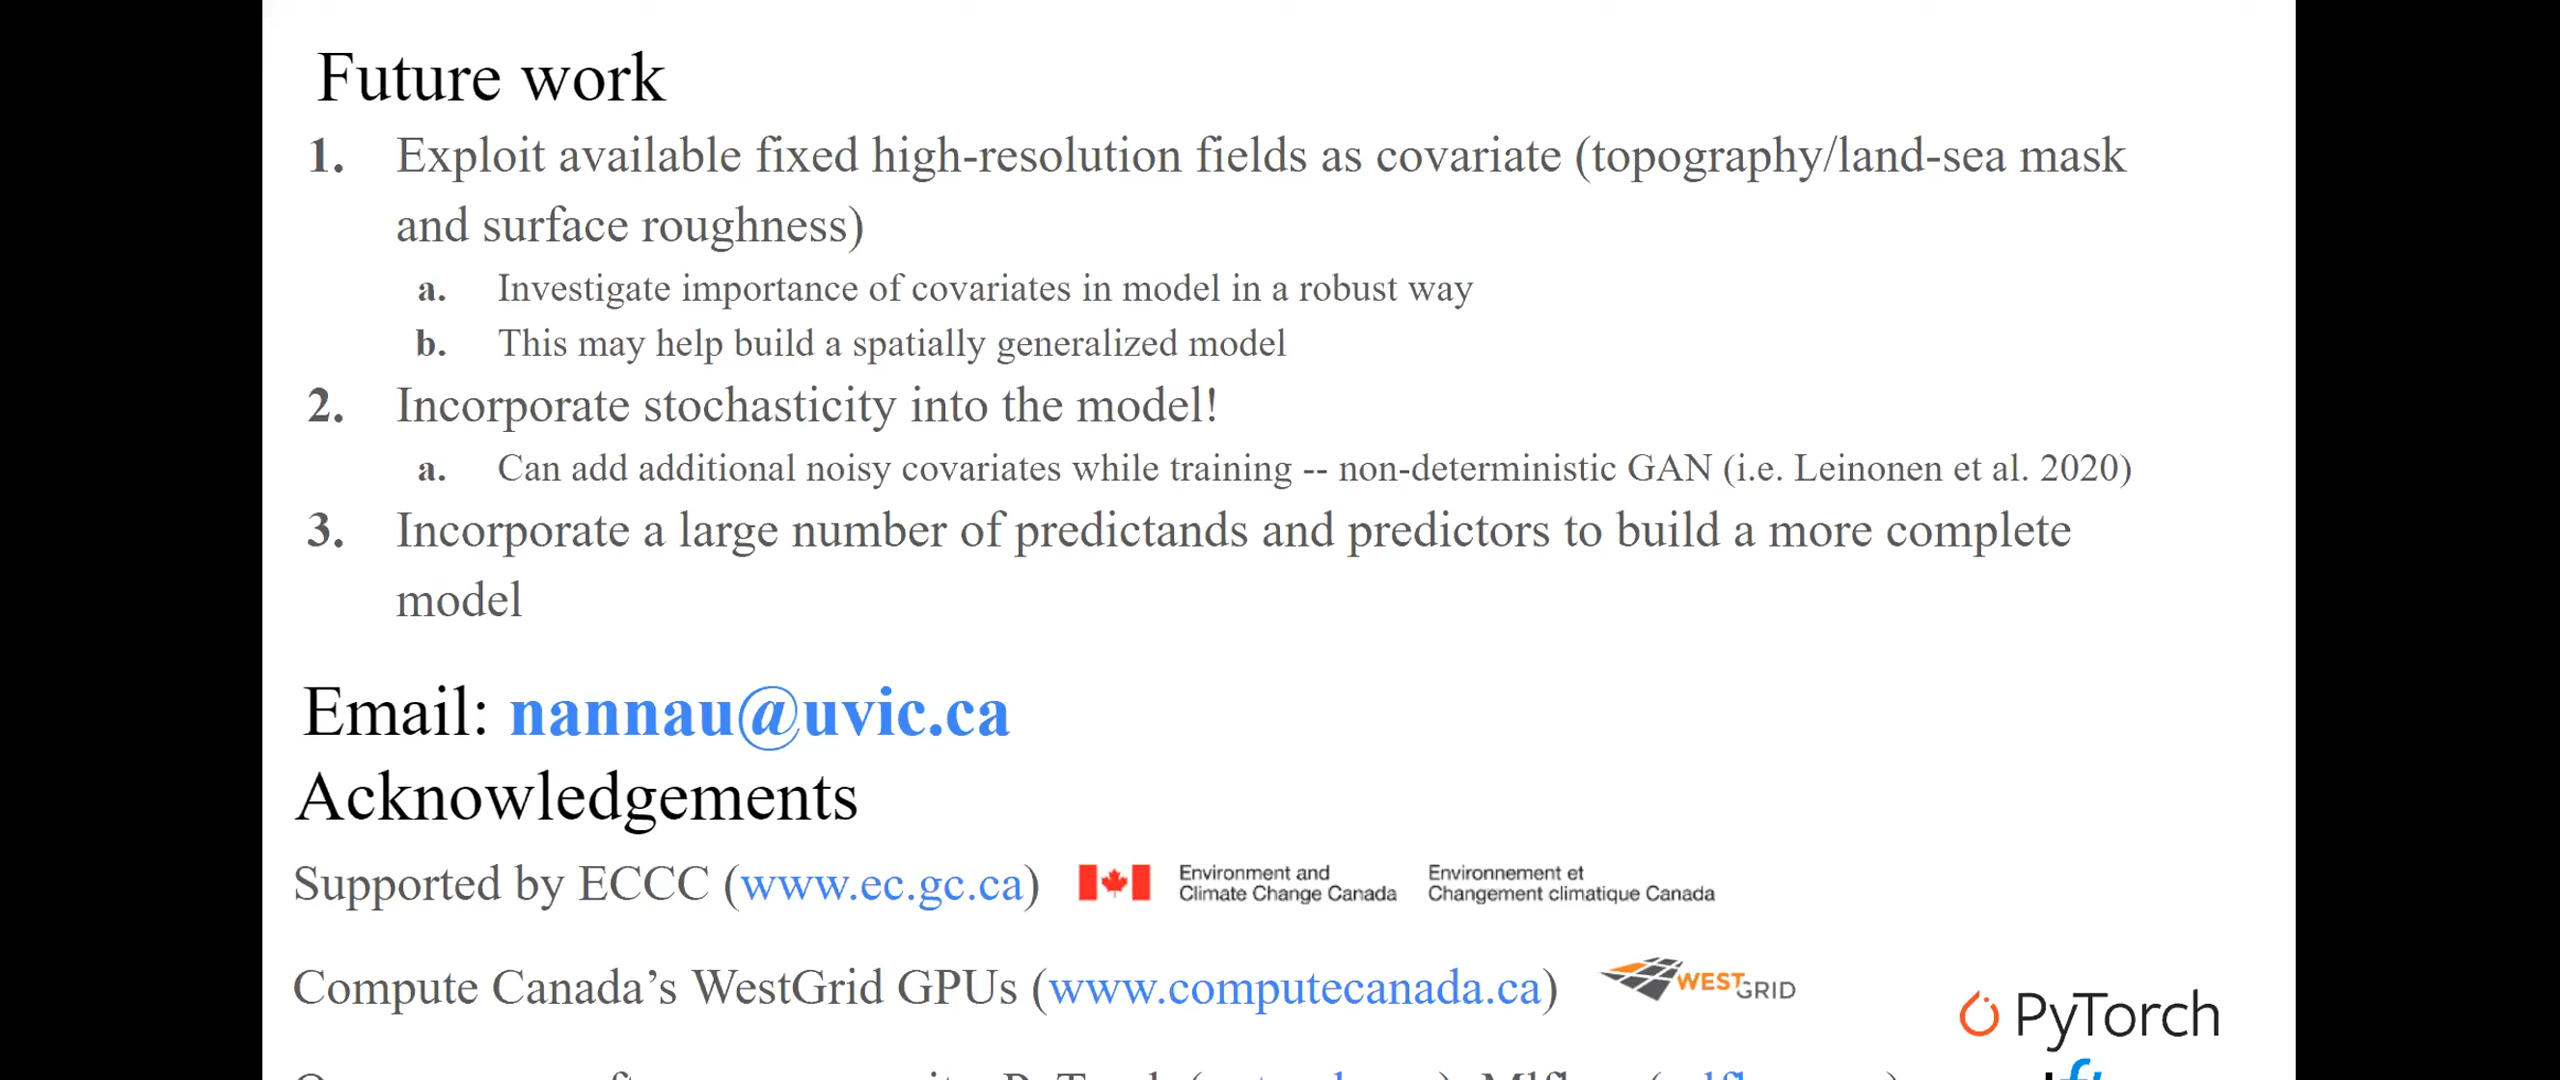 Future work
1. Exploit available fixed high-resolution fields as covariate (topography/land-sea mask
and surface roughness)
a. Investigate importance of covariates in model in a robust way
b. This may help build a spatially generalized model
2. Incorporate stochasticity into the model!
a. Can add additional noisy covariates while training -- non-deterministic GAN (i.e. Leinonen et al. 2020)
3. Incorporate a large number of predictands and predictors to build a more complete
model
Email: nannau@uvic.ca
Acknowledgements
Supported by ECCC (www.ec.gc.ca)
Environment and
Climate Change Canada
Environnement et
Changement climatique Canada
Compute Canada’s WestGrid GPUs (www.computecanada.ca)
WESTGRID
PyTorch